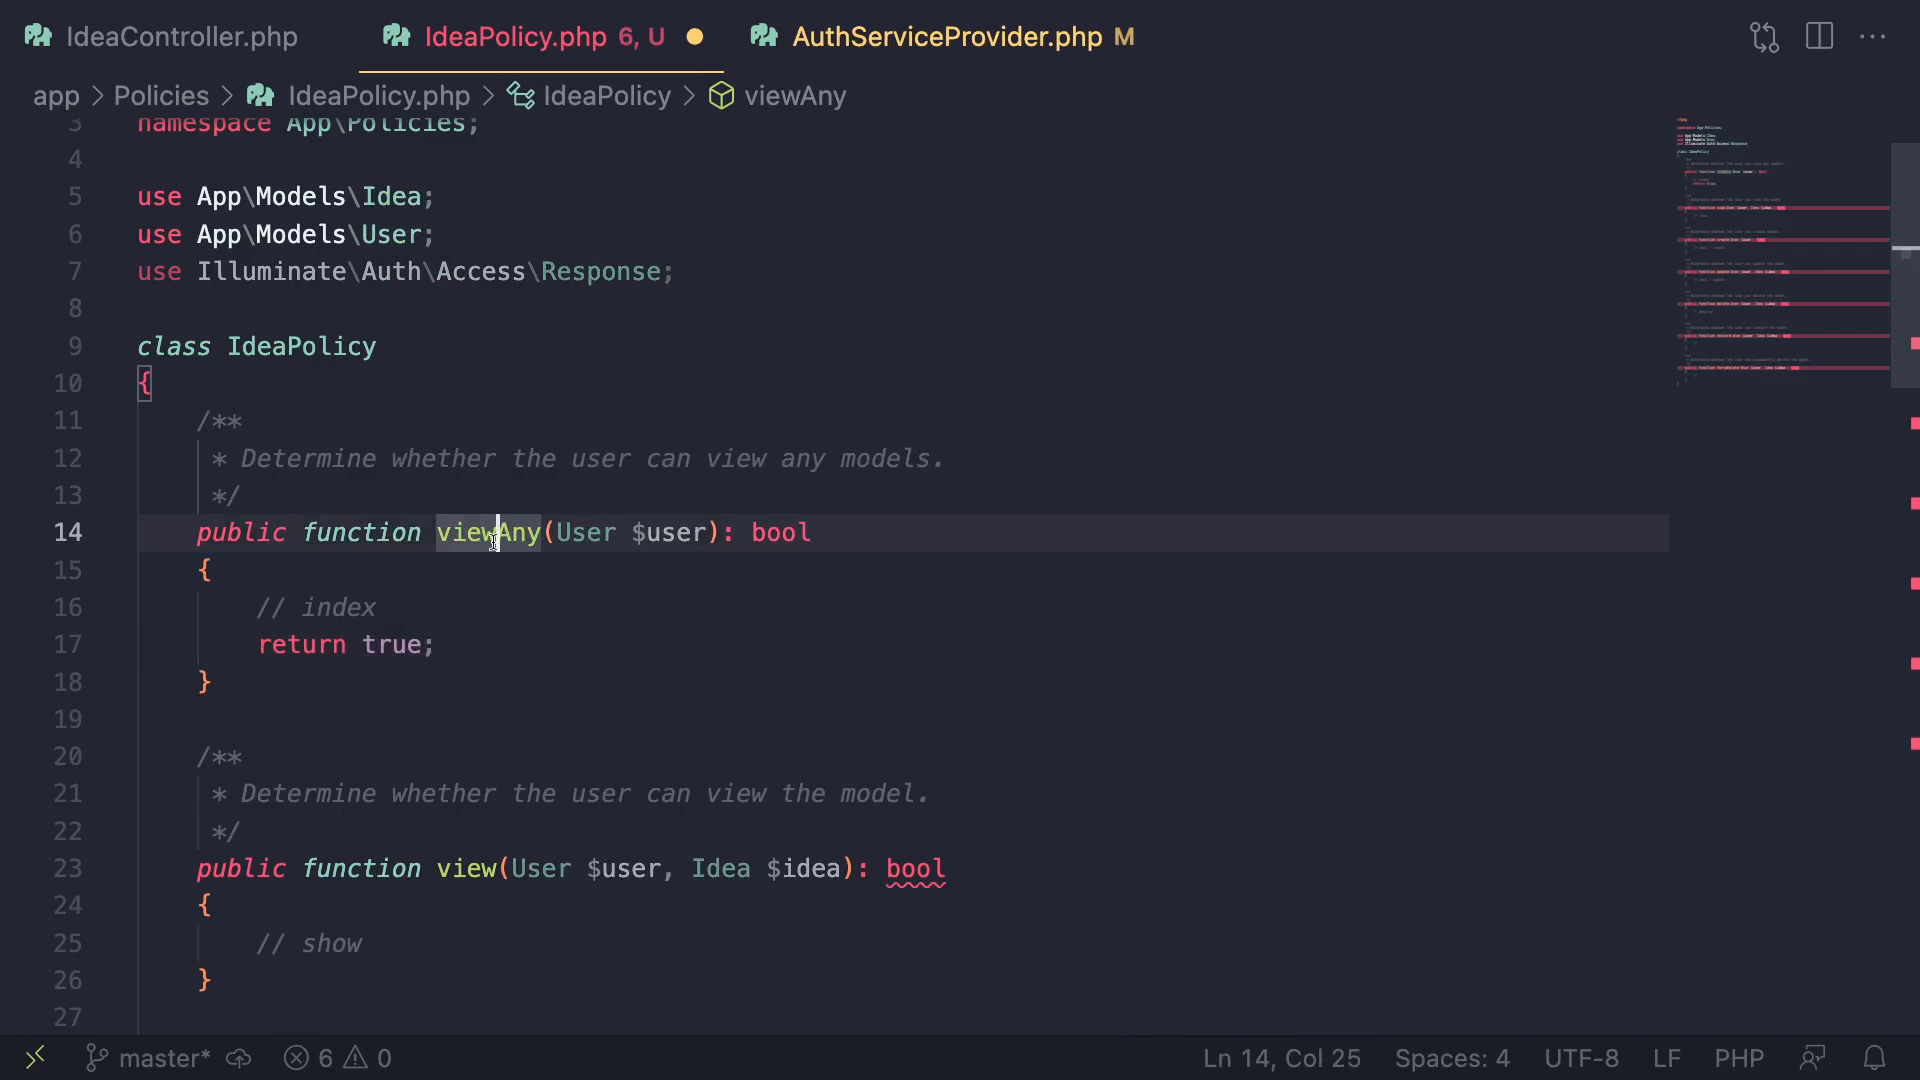 IdeaController.php IdeaPolicy.php 6, U AuthServiceProvider.php M
app > Policies > IdeaPolicy.php > IdeaPolicy > viewAny
3 namespace App\Policies;
4
5 use App\Models\Idea;
6 use App\Models\User;
7 use Illuminate\Auth\Access\Response;
8
9 class IdeaPolicy
10 {
11 /**
12 * Determine whether the user can view any models.
13 */
14 public function viewAny(User $user): bool
15 {
16 // index
17 return true;
18 }
19
20 /**
21 * Determine whether the user can view the model.
22 */
23 public function view(User $user, Idea $idea): bool
24 {
25 // show
26 }
27
master* 6 0 Ln 14, Col 25 Spaces: 4 UTF-8 LF PHP